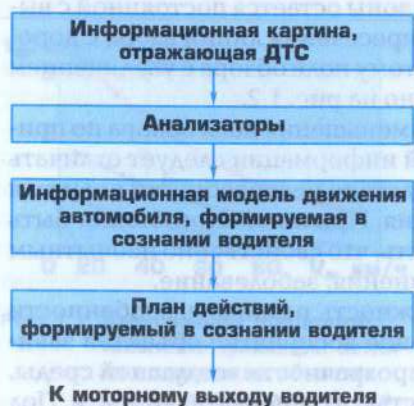 Информационная картина,
отражающая ДТС
Анализаторы
Информационная модель движения
автомобиля, формируемая в
сознании водителя
План действий,
формируемый в сознании водителя
К моторному выходу водителя